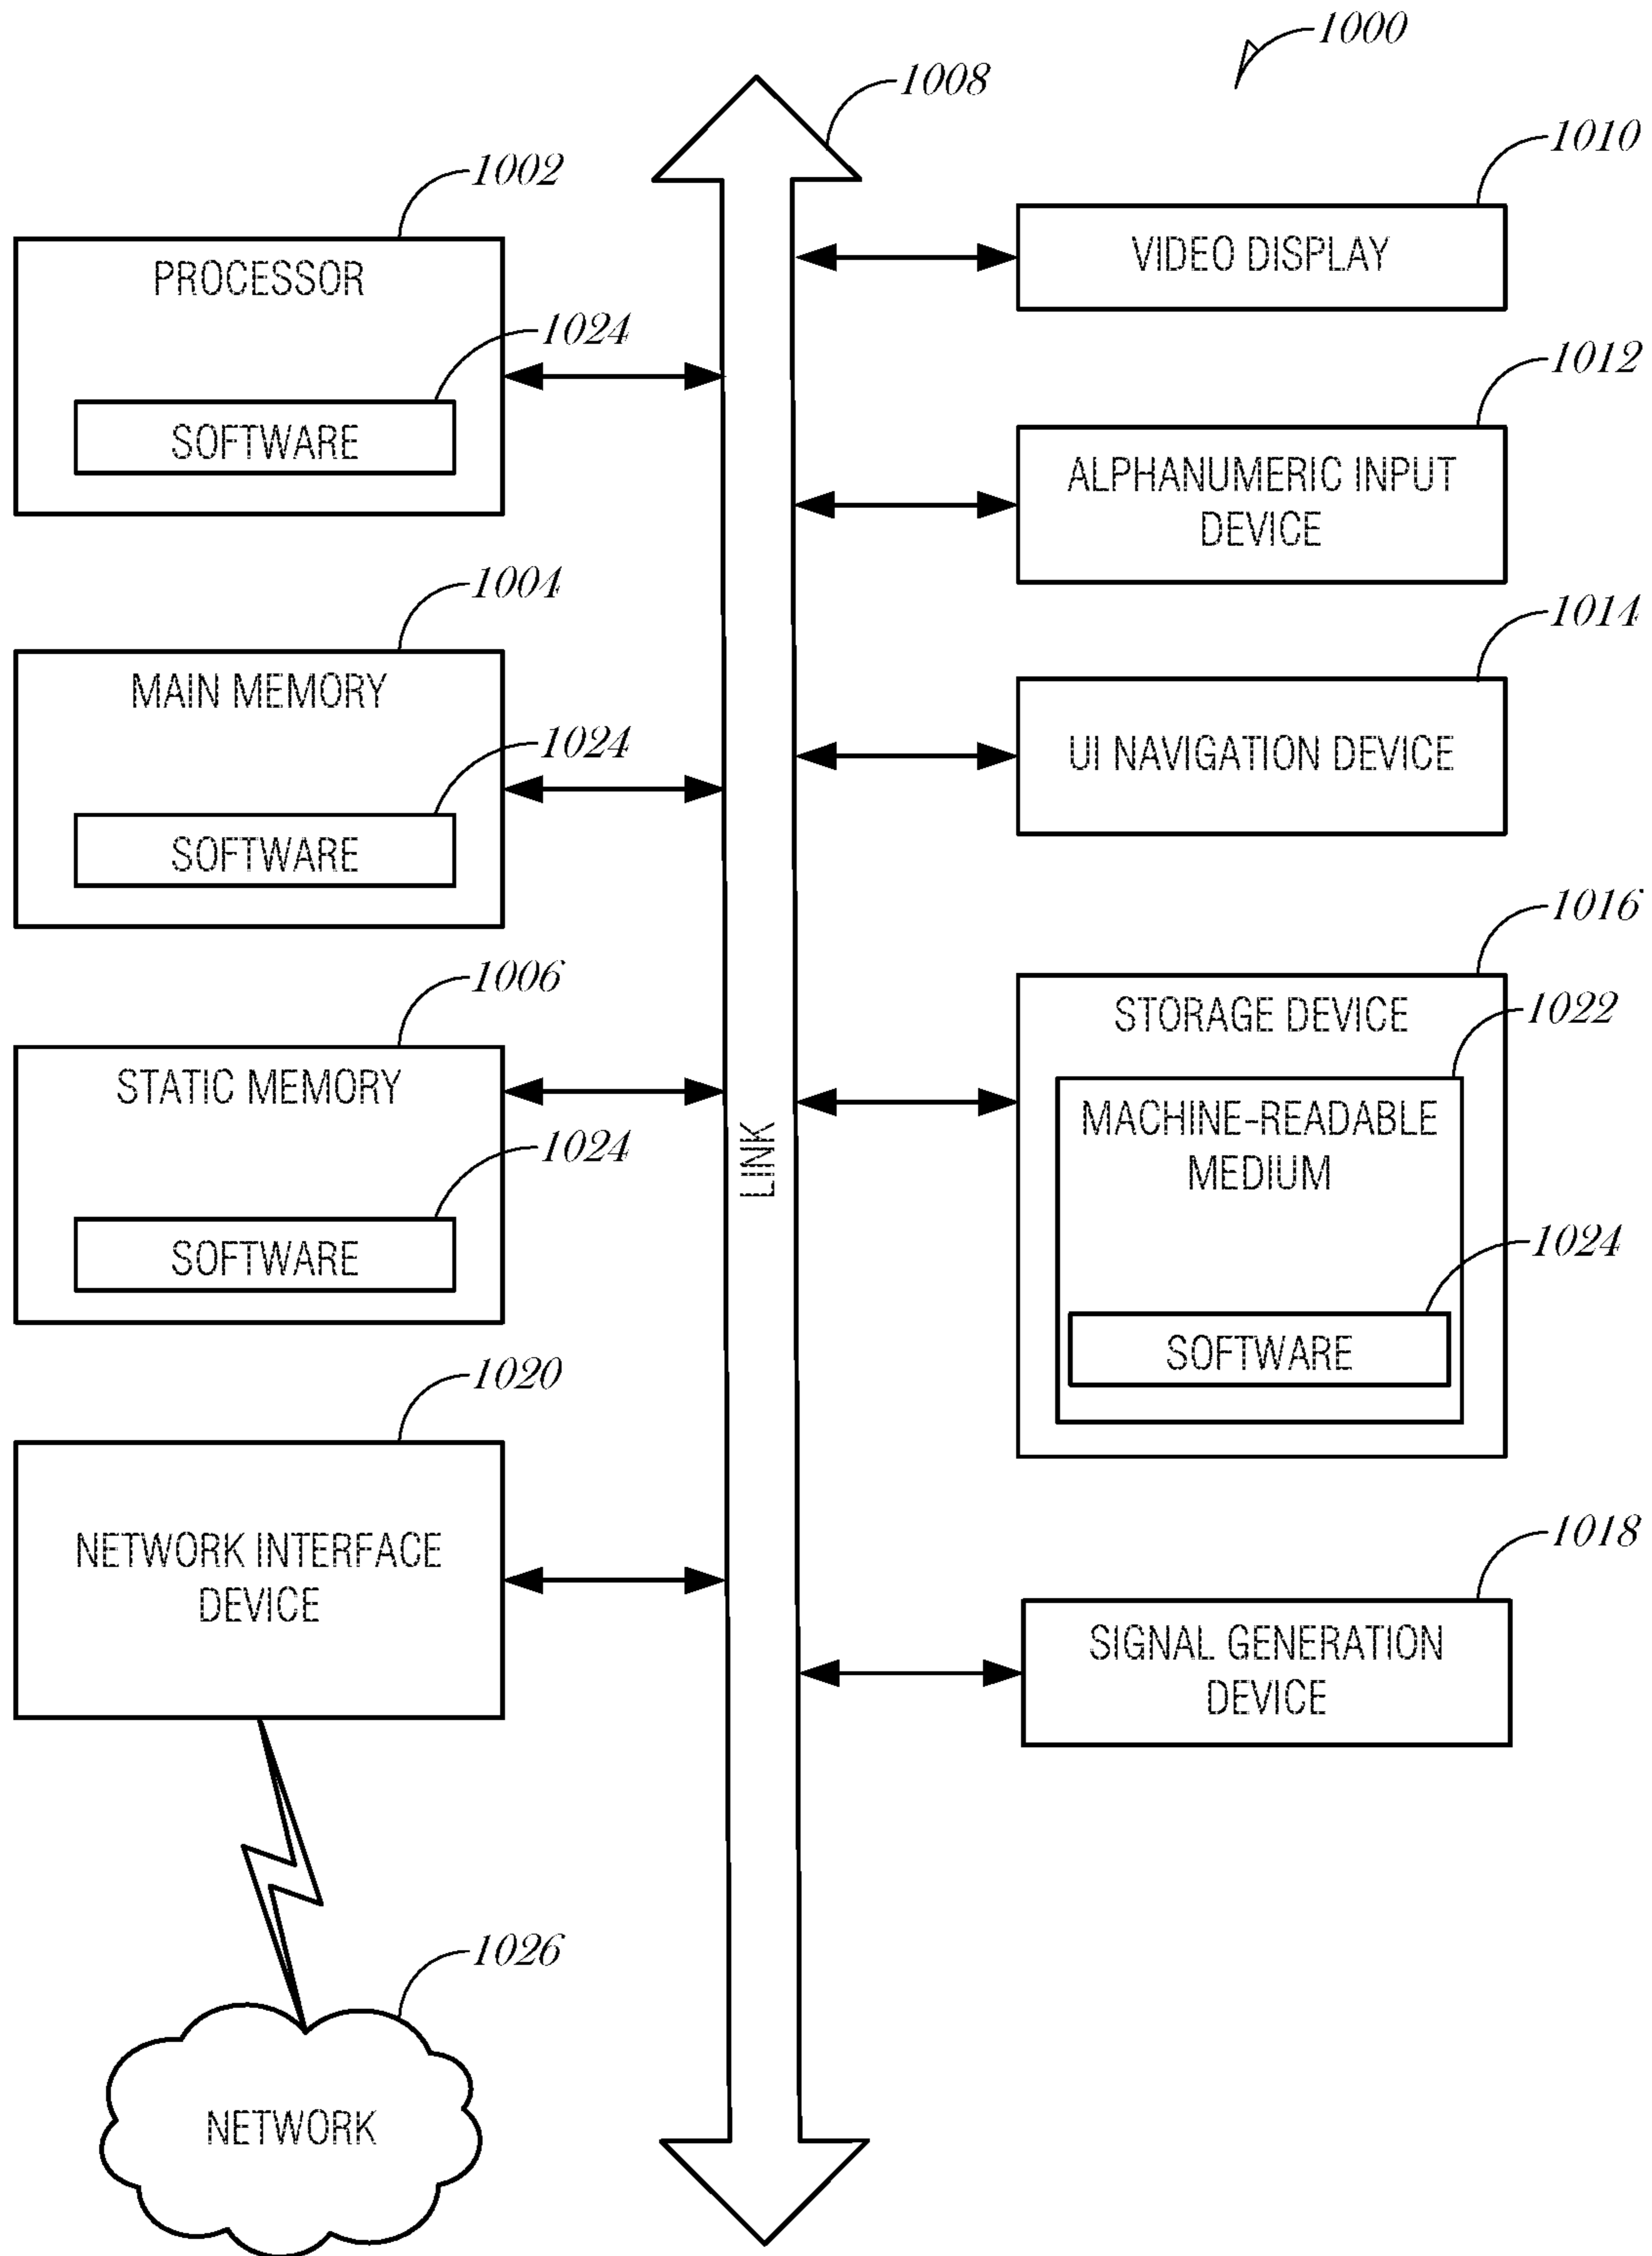 1000
1008
1002
PROCESSOR
1024
SOFTWARE
1004
MAIN MEMORY
1024
SOFTWARE
1006
STATIC MEMORY
1024
SOFTWARE
1020
NETWORK INTERFACE
DEVICE
1026
NETWORK
LINK
1010
VIDEO DISPLAY
1012
ALPHANUMERIC INPUT
DEVICE
1014
UI NAVIGATION DEVICE
1016
STORAGE DEVICE
1022
MACHINE-READABLE
MEDIUM
1024
SOFTWARE
1018
SIGNAL GENERATION
DEVICE